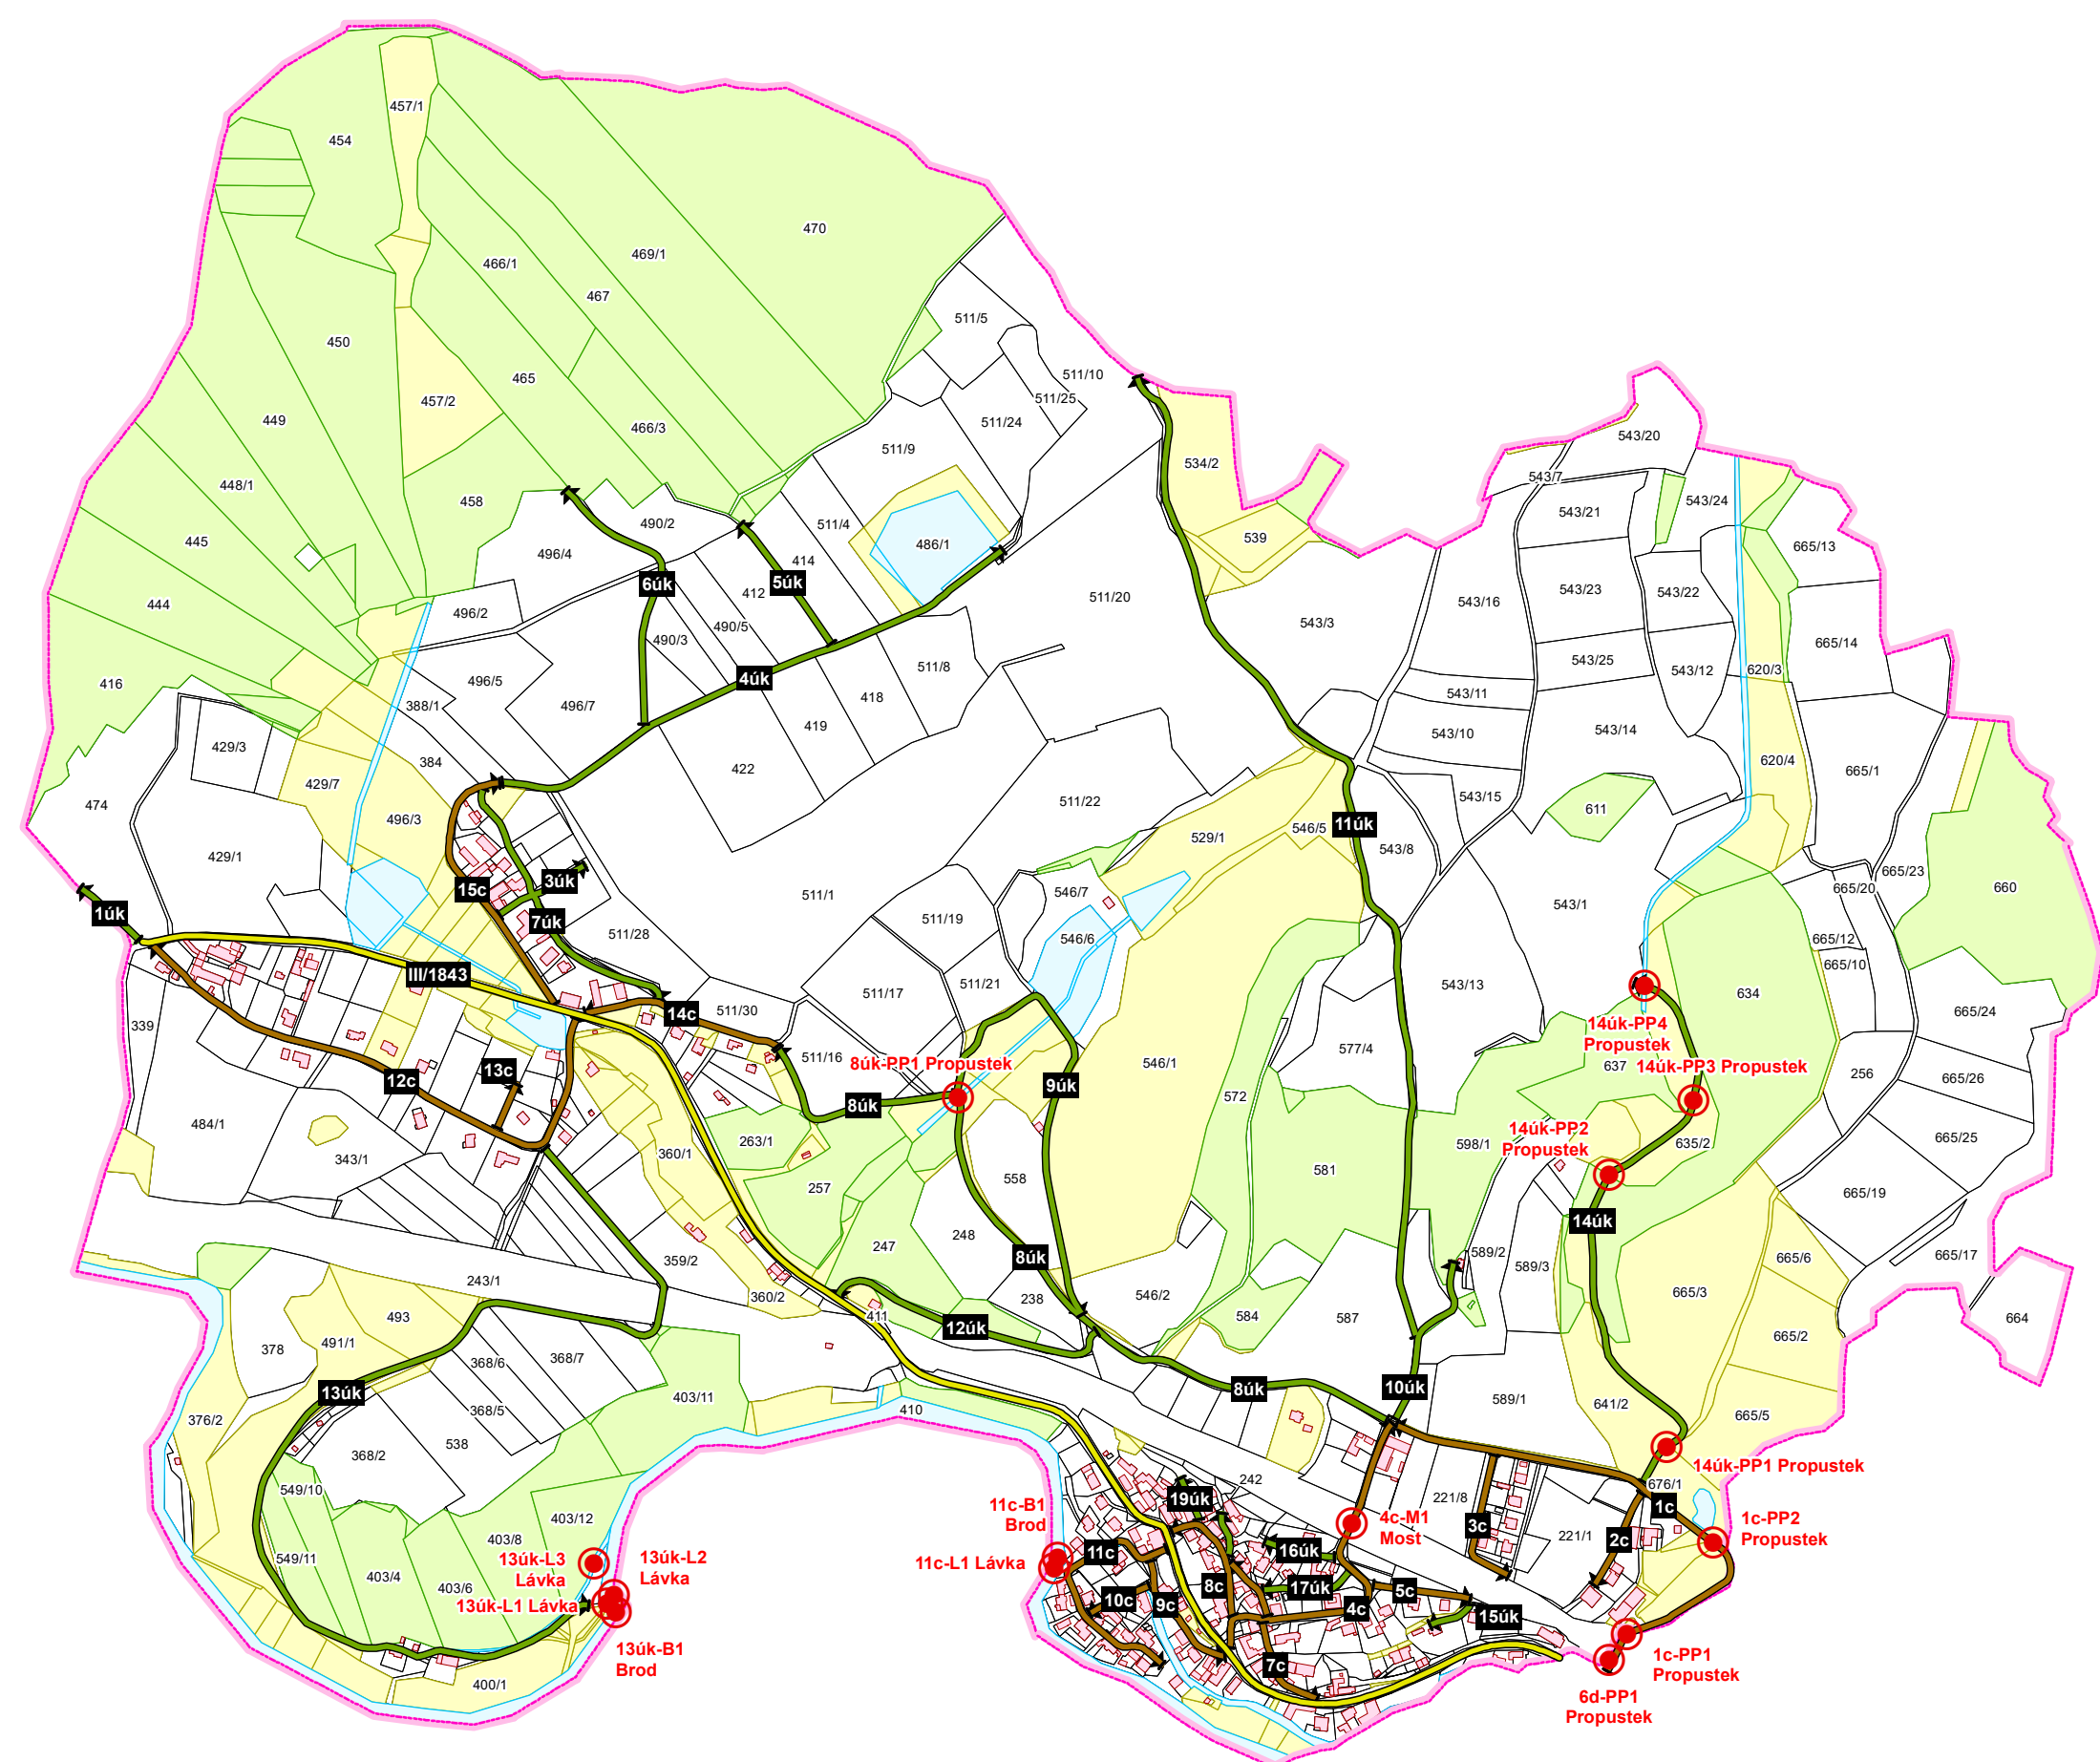 457/1
454
470
469/1
466/1
467
511/5
450
511/10
465
511/25
457/2
449
511/24
466/3
543/20
511/9
534/2
543/7
448/1
458
543/24
490/2
511/4
543/21
539
445
496/4
486/1
665/13
414
6úk
5úk
412
543/23
543/22
444
496/2
543/16
511/20
543/3
490/5
490/3
665/14
511/8
543/25
620/3
543/12
416
496/5
4úk
543/11
388/1
418
496/7
419
543/14
543/10
429/3
620/4
384
422
665/1
429/7
543/15
474
511/22
611
496/3
11úk
546/5
529/1
543/8
429/1
665/23
3úk
15c
665/20
660
546/7
511/1
543/1
1úk
7úk
511/19
511/28
546/6
665/12
665/10
III/1843
511/21
543/13
511/17
634
14c
511/30
665/24
339
14úk-PP4
Propustek
577/4
511/16
8úk-PP1 Propustek
637
14úk-PP3 Propustek
13c
256
12c
665/26
9úk
572
8úk
484/1
14úk-PP2
Propustek
665/25
263/1
598/1
635/2
360/1
343/1
581
558
257
665/19
14úk
248
247
8úk
589/2
665/6
665/17
359/2
589/3
243/1
665/3
546/2
360/2
238
411
493
584
587
664
12úk
665/2
491/1
378
368/6
368/7
13úk
8úk
10úk
403/11
589/1
641/2
410
368/5
376/2
665/5
538
368/2
14úk-PP1 Propustek
242
676/1
549/10
19úk
221/8
1c
11c-B1
Brod
403/12
4c-M1
Most
3c
1c-PP2
Propustek
221/1
2c
403/8
11c
16úk
549/11
13úk-L3
Lávka
13úk-L2
Lávka
11c-L1 Lávka
403/4
8c
17úk
5c
403/6
10c
9c
13úk-L1 Lávka
4c
15úk
13úk-B1
Brod
1c-PP1
Propustek
7c
400/1
6d-PP1
Propustek
546/1